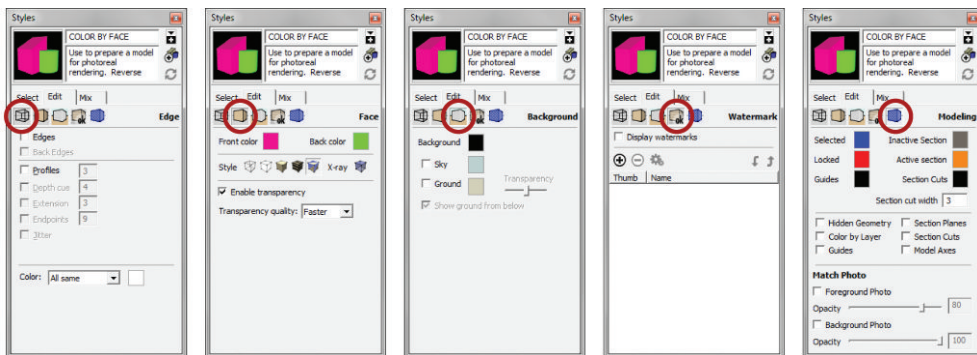 Styles
COLOR BY FACE
Use to prepare a model
for photoreal
rendering. Reverse
Select Edit Mix
Edge
Edges
Back Edges
Profiles 3
Depth cue 4
Extension 3
Endpoints 9
Jitter
Color: All same
Styles
COLOR BY FACE
Use to prepare a model
for photoreal
rendering. Reverse
Select Edit Mix
Face
Front color Back color
Style X-ray
Enable transparency
Transparency quality: Faster
Styles
COLOR BY FACE
Use to prepare a model
for photoreal
rendering. Reverse
Select Edit Mix
Background
Background
Sky
Ground Transparency
Show ground from below
Styles
COLOR BY FACE
Use to prepare a model
for photoreal
rendering. Reverse
Select Edit Mix
Watermark
Display watermarks
Thumb Name
Styles
COLOR BY FACE
Use to prepare a model
for photoreal
rendering. Reverse
Select Edit Mix
Modeling
Selected Inactive Section
Locked Active section
Guides Section Cuts
Section cut width 3
Hidden Geometry Section Planes
Color by Layer Section Cuts
Guides Model Axes
Match Photo
Foreground Photo
Opacity 80
Background Photo
Opacity 100